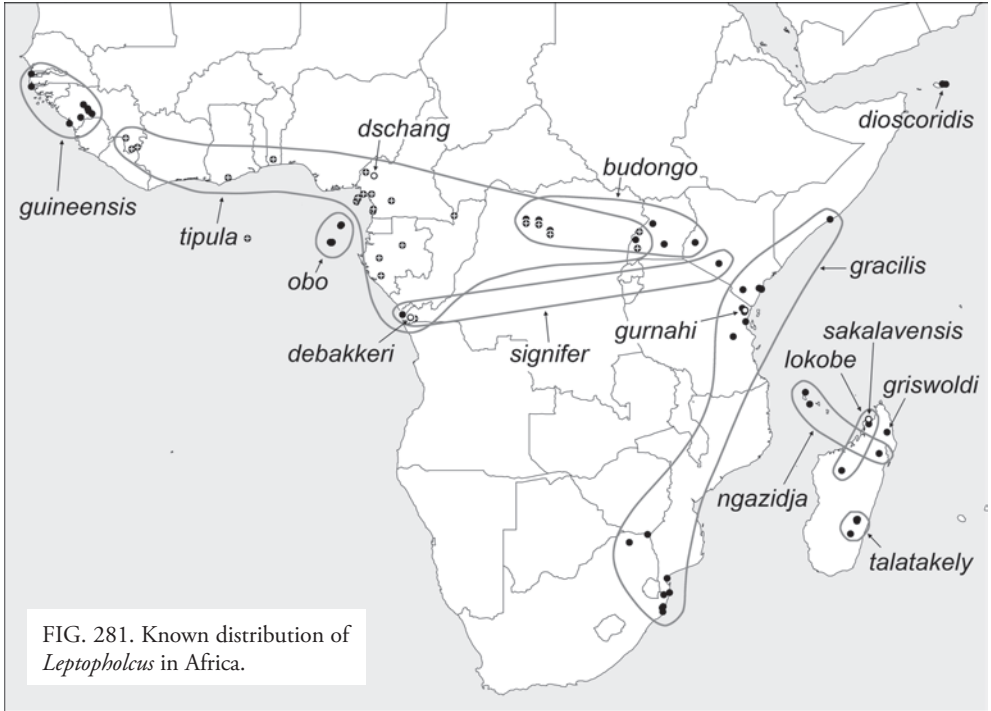 dioscoridis
dschang
budongo
guineensis
tipula
obo
gracilis
debakkeri
signifer
gurnahi
sakalavensis
lokobe
griswoldi
ngazidja
talatakely
FIG. 281. Known distribution of
Leptopholcus in Africa.